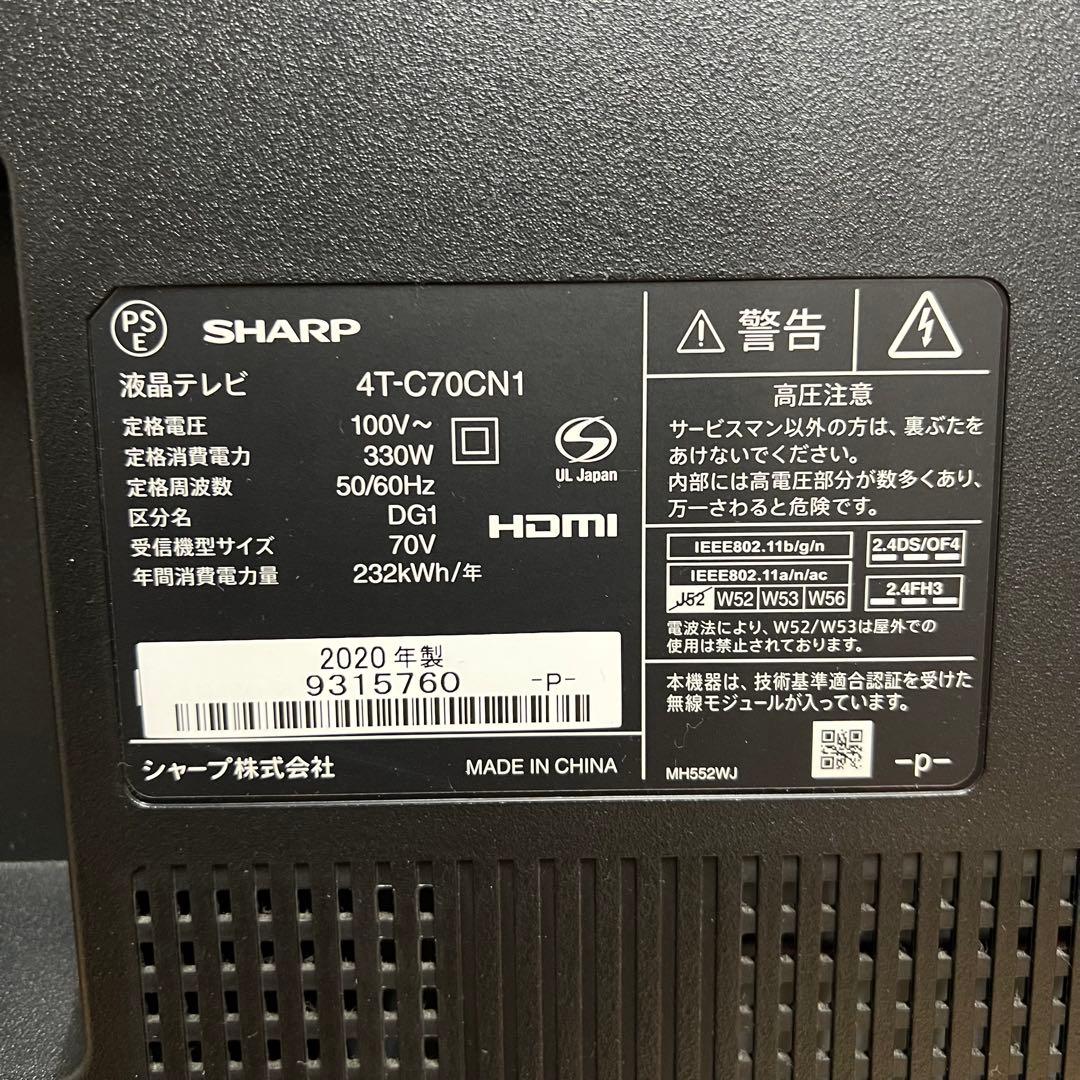 PSE
SHARP
液晶テレビ 4T-C70CN1
定格電圧 100V～
定格消費電力 330W
定格周波数 50/60Hz
区分名 DG1
受信機型サイズ 70V
年間消費電力量 232kWh/年
S
UL Japan
HDMI
2020年製
9315760 -P-
シャープ株式会社 MADE IN CHINA
警告
高圧注意
サービスマン以外の方は、裏ぶたを
あけないでください。
内部には高電圧部分が数多くあり、
万一さわると危険です。
IEEE802.11b/g/n
IEEE802.11a/n/ac
J52 W52 W53 W56
2.4DS/OF4
2.4FH3
電波法により、W52/W53は屋外での
使用は禁止されております。
本機器は、技術基準適合認証を受けた
無線モジュールが入っています。
MH552WJ -P-